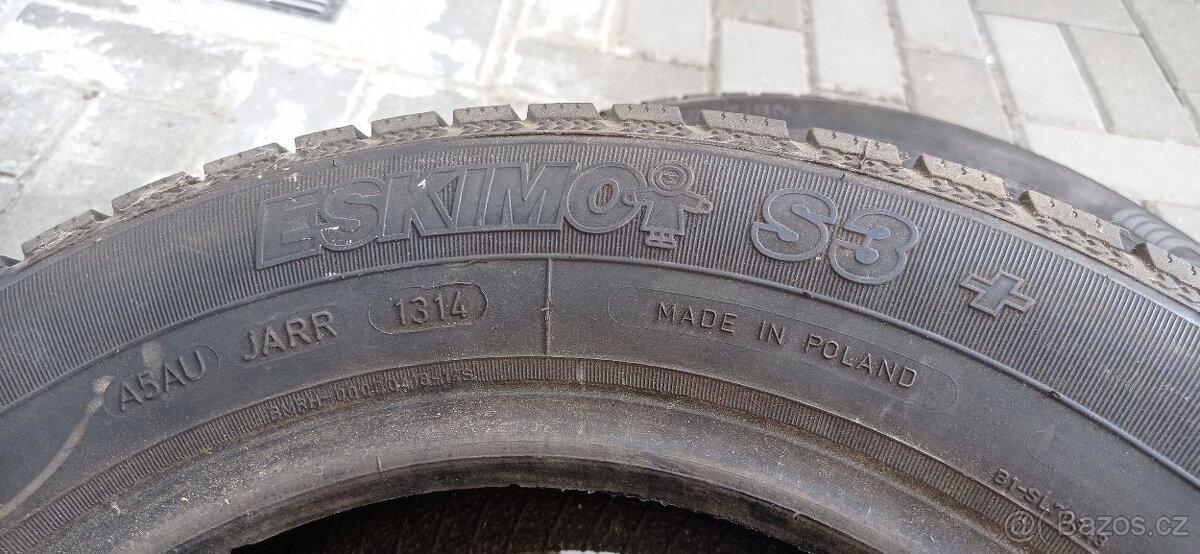 ESKIMO S3 +
A5AU JARR 1314
MADE IN POLAND
Bazos.cz